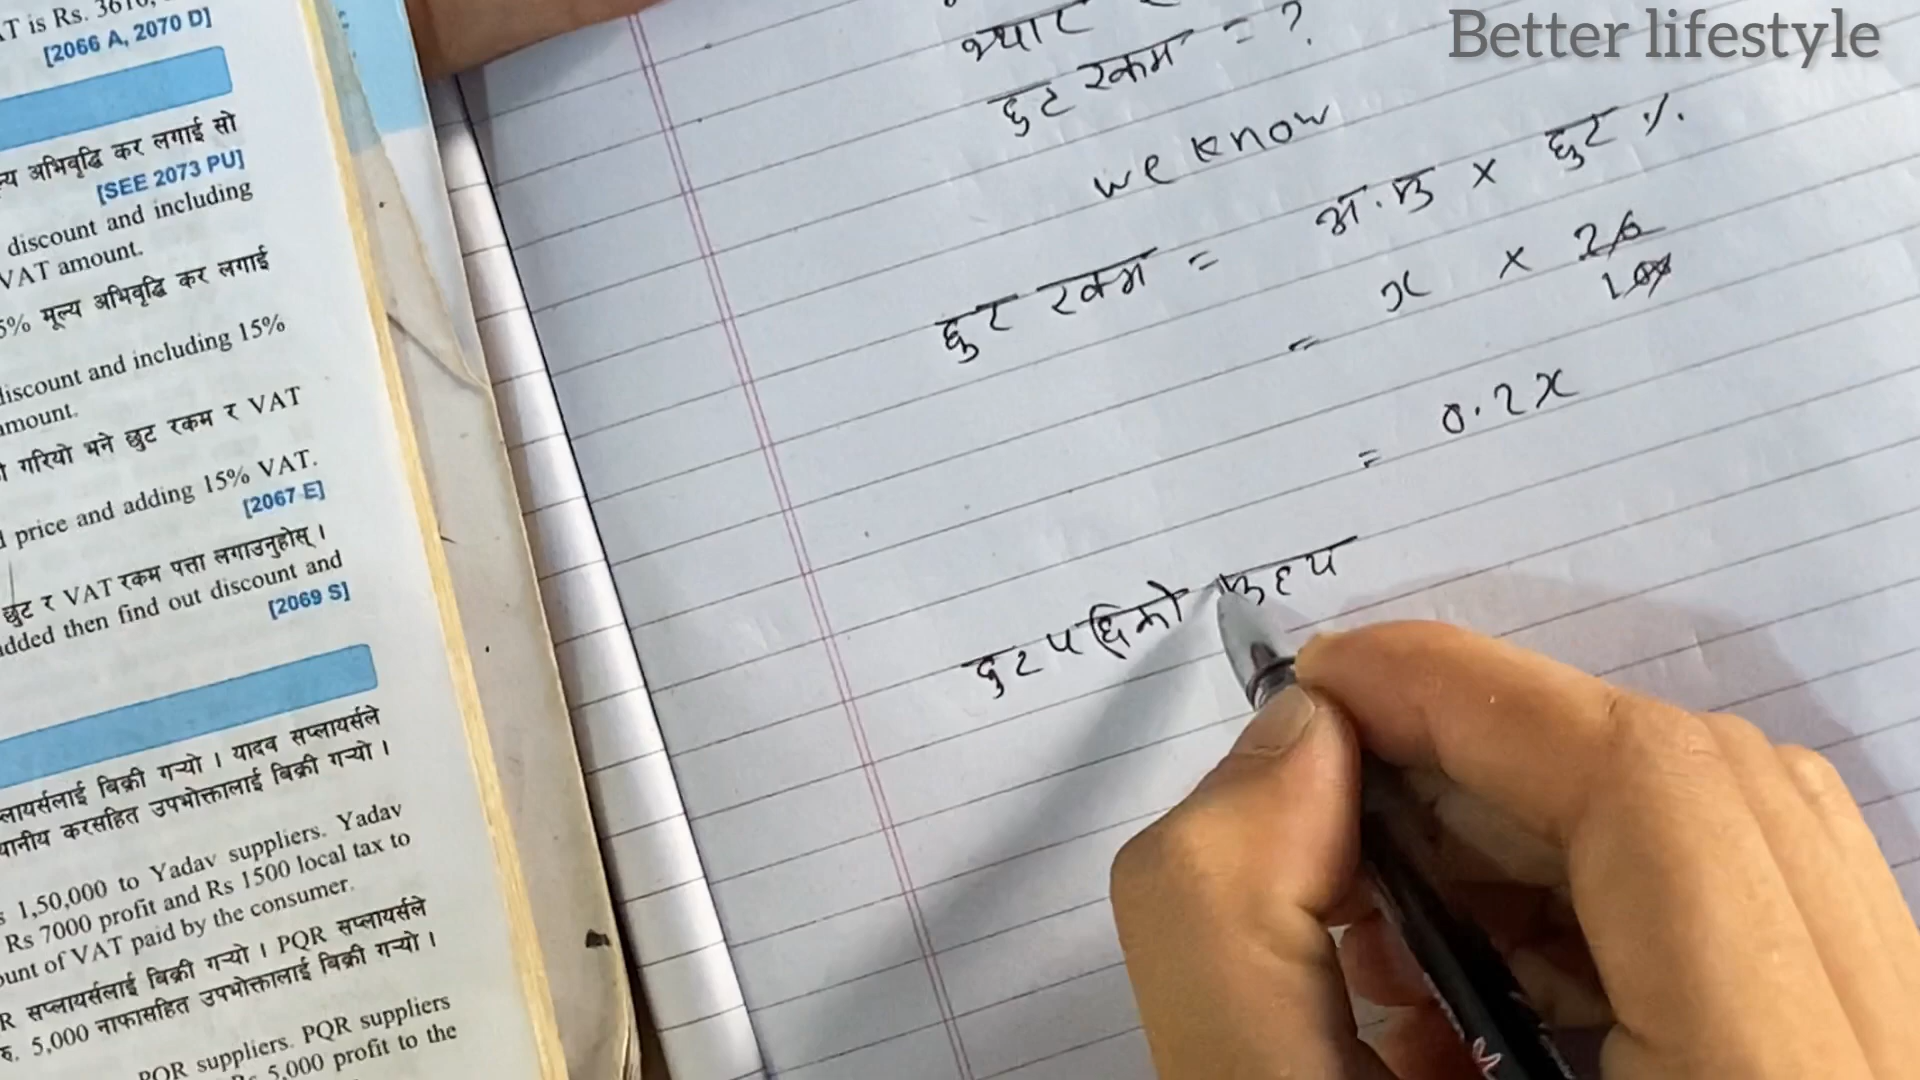 T is Rs. 3610,
[2066 A, 2070 D]
ल्य अभिवृद्धि कर लगाई सो
[SEE 2073 PU]
discount and including
VAT amount.
5% मूल्य अभिवृद्धि कर लगाई
discount and including 15%
amount.
गरियो भने छुट रकम र VAT
price and adding 15% VAT.
[2067 E]
छुट र VAT रकम पत्ता लगाउनुहोस् ।
added then find out discount and
[2069 S]
प्लायर्सलाई बिक्री गऱ्यो । यादव सप्लायर्सले
थानीय करसहित उपभोक्तालाई बिक्री गऱ्यो ।
s 1,50,000 to Yadav suppliers. Yadav
Rs 7000 profit and Rs 1500 local tax to
ount of VAT paid by the consumer.
R सप्लायर्सलाई बिक्री गऱ्यो । PQR सप्लायर्सले
रु. 5,000 नाफासहित उपभोक्तालाई बिक्री गऱ्यो ।
PQR suppliers. PQR suppliers
5,000 profit to the
Better lifestyle
भ्याट
छुट रकम = ?
we know
छुट रकम = अ.मू × छुट %
= x × 20
100
= 0.2x
छुट पछिको मूल्य